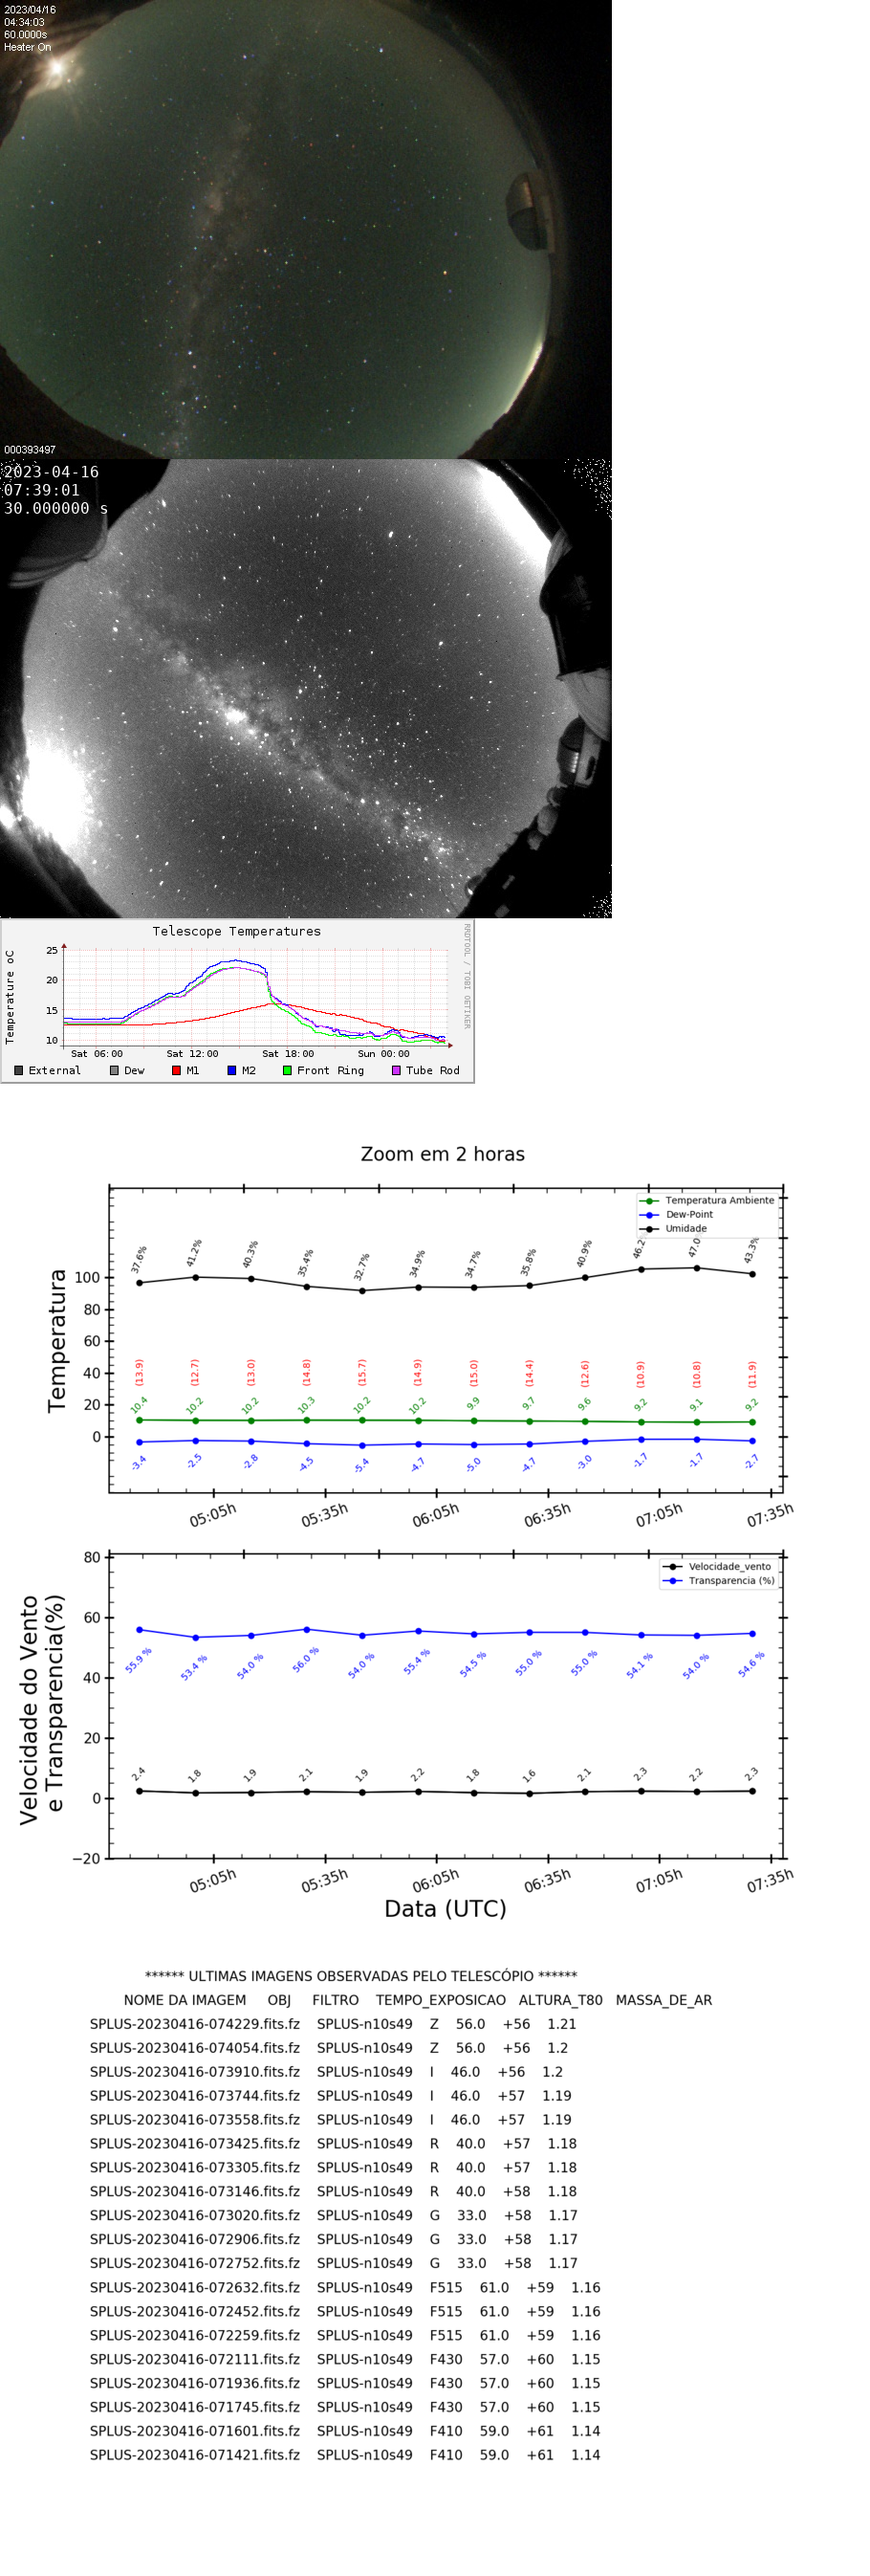 2023/04/16
04:34:03
60.0000s
Heater On
000393497
2023-04-16
07:39:01
30.000000 s
Telescope Temperatures
RRDTOOL / TOBI OETIKER
Temperature oC
25
20
15
10
Sat 06:00 Sat 12:00 Sat 18:00 Sun 00:00
External Dew M1 M2 Front Ring Tube Rod
Zoom em 2 horas
Temperatura Ambiente
Dew-Point
Umidade
37.6% 41.2% 40.3% 35.4% 32.7% 34.9% 34.7% 35.8% 40.9% 46.2 47.0 43.3%
Temperatura
100
80
60
40
20
0
(13.9) (12.7) (13.0) (14.8) (15.7) (14.9) (15.0) (14.4) (12.6) (10.9) (10.8) (11.9)
10.4 10.2 10.2 10.3 10.2 10.2 9.9 9.7 9.6 9.2 9.1 9.2
-3.4 -2.5 -2.8 -4.5 -5.4 -4.7 -5.0 -4.7 -3.0 -1.7 -1.7 -2.7
05:05h 05:35h 06:05h 06:35h 07:05h 07:35h
Velocidade do Vento
e Transparencia(%)
80
60
40
20
0
−20
Velocidade_vento
Transparencia (%)
55.9 % 53.4 % 54.0 % 56.0 % 54.0 % 55.4 % 54.5 % 55.0 % 55.0 % 54.1 % 54.0 % 54.6 %
2.4 1.8 1.9 2.1 1.9 2.2 1.8 1.6 2.1 2.3 2.2 2.3
05:05h 05:35h 06:05h 06:35h 07:05h 07:35h
Data (UTC)
****** ULTIMAS IMAGENS OBSERVADAS PELO TELESCÓPIO ******
NOME DA IMAGEM OBJ FILTRO TEMPO_EXPOSICAO ALTURA_T80 MASSA_DE_AR
SPLUS-20230416-074229.fits.fz SPLUS-n10s49 Z 56.0 +56 1.21
SPLUS-20230416-074054.fits.fz SPLUS-n10s49 Z 56.0 +56 1.2
SPLUS-20230416-073910.fits.fz SPLUS-n10s49 I 46.0 +56 1.2
SPLUS-20230416-073744.fits.fz SPLUS-n10s49 I 46.0 +57 1.19
SPLUS-20230416-073558.fits.fz SPLUS-n10s49 I 46.0 +57 1.19
SPLUS-20230416-073425.fits.fz SPLUS-n10s49 R 40.0 +57 1.18
SPLUS-20230416-073305.fits.fz SPLUS-n10s49 R 40.0 +57 1.18
SPLUS-20230416-073146.fits.fz SPLUS-n10s49 R 40.0 +58 1.18
SPLUS-20230416-073020.fits.fz SPLUS-n10s49 G 33.0 +58 1.17
SPLUS-20230416-072906.fits.fz SPLUS-n10s49 G 33.0 +58 1.17
SPLUS-20230416-072752.fits.fz SPLUS-n10s49 G 33.0 +58 1.17
SPLUS-20230416-072632.fits.fz SPLUS-n10s49 F515 61.0 +59 1.16
SPLUS-20230416-072452.fits.fz SPLUS-n10s49 F515 61.0 +59 1.16
SPLUS-20230416-072259.fits.fz SPLUS-n10s49 F515 61.0 +59 1.16
SPLUS-20230416-072111.fits.fz SPLUS-n10s49 F430 57.0 +60 1.15
SPLUS-20230416-071936.fits.fz SPLUS-n10s49 F430 57.0 +60 1.15
SPLUS-20230416-071745.fits.fz SPLUS-n10s49 F430 57.0 +60 1.15
SPLUS-20230416-071601.fits.fz SPLUS-n10s49 F410 59.0 +61 1.14
SPLUS-20230416-071421.fits.fz SPLUS-n10s49 F410 59.0 +61 1.14